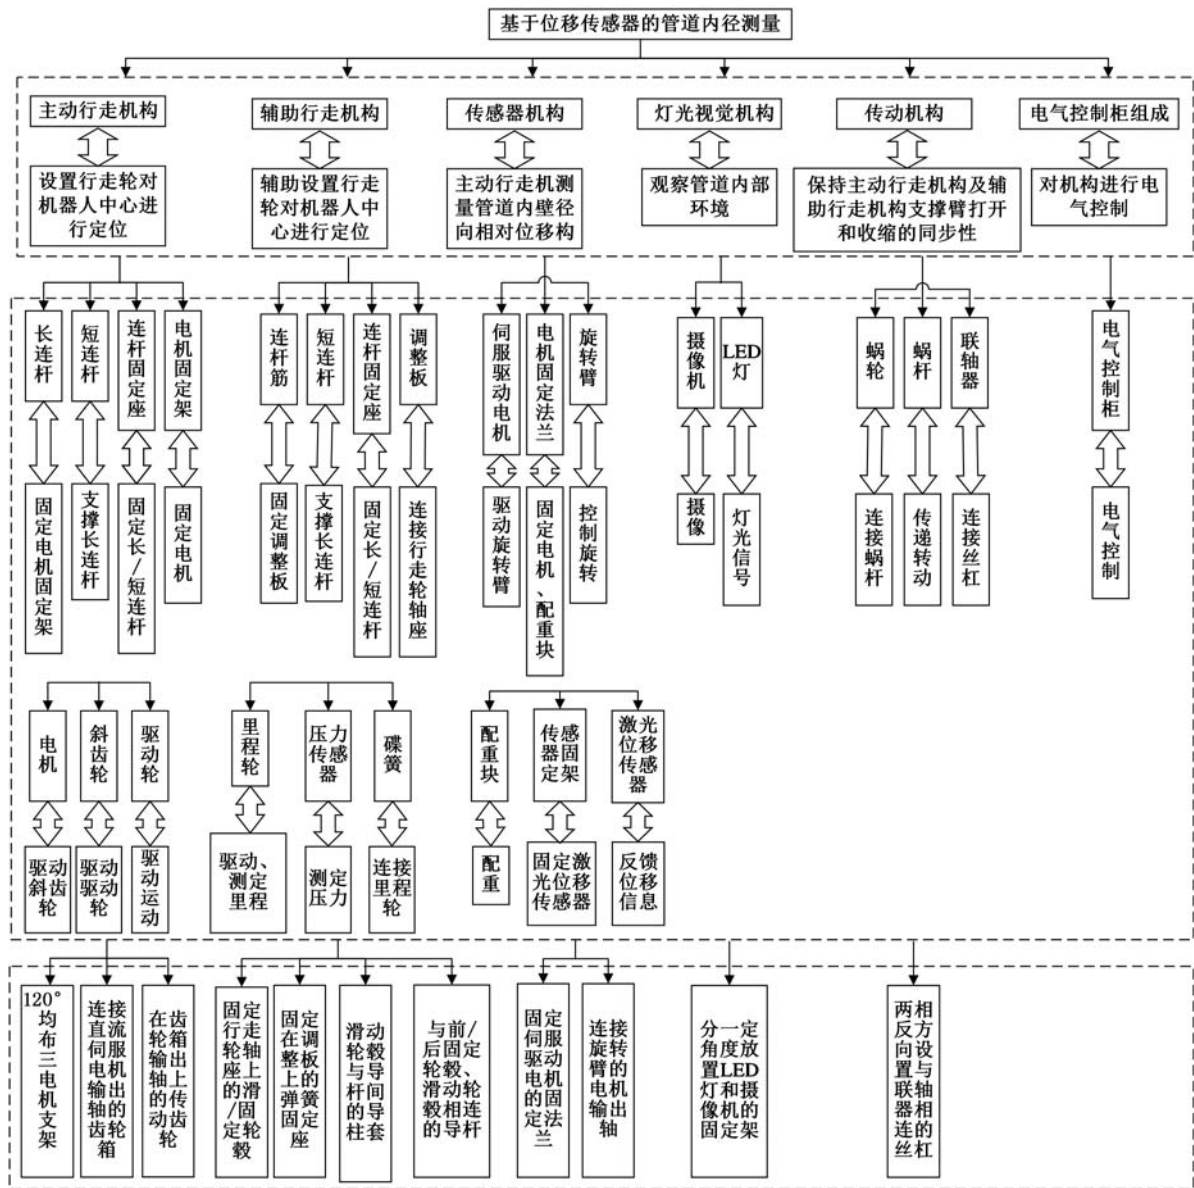 基于位移传感器的管道内径测量
主动行走机构
辅助行走机构
传感器机构
灯光视觉机构
传动机构
电气控制柜组成
设置行走轮对
机器人中心进
行定位
辅助设置行走
轮对机器人中
心进行定位
主动行走机测
量管道内壁径
向相对位移构
观察管道内部
环境
保持主动行走机构及辅
助行走机构支撑臂打开
和收缩的同步性
对机构进行电
气控制
长连杆
短连杆
连杆固定座
电机固定架
连杆筋
短连杆
连杆固定座
调整板
伺服驱动电机
电机固定法兰
旋转臂
摄像机
LED
灯
蜗轮
蜗杆
联轴器
电气控制柜
固定电机固定架
支撑长连杆
固定长/短连杆
固定电机
固定调整板
支撑长连杆
固定长/短连杆
连接行走轮轴座
驱动旋转臂
固定电机、配重块
控制旋转
摄像
灯光信号
连接蜗杆
传递转动
连接丝杠
电气控制
电机
斜齿轮
驱动轮
里程轮
压力
传感
器
碟簧
配重块
传感
器固
定架
激光
位移
传感
器
驱动
斜齿
轮
驱动
驱动
轮
驱动运动
驱动、
测定
里程
测定
压力
连接
里程
轮
配重
固定激
光位移
传感器
反馈
位移
信息
120°
均布三电机支架
连接
直流
伺服
电机
输出
轴的
齿轮
箱
在齿
轮箱
输出
轴上
的传
动齿
轮
固定
行走
轮轴
座上
的滑
/固
定轮
毂
固定
在调
整板
上的
弹簧
固定
座
滑动
轮毂
与导
杆间
的导
柱套
与前/
后固定
轮毂、
滑动轮
毂相连
的导杆
固定
伺服
驱动
电机
的固
定法
兰
连接
旋转
臂的
电机
输出
轴
分一定
角度放
置LED
灯和摄
像机的
固定架
两相
反方
向设
置与
联轴
器相
连的
丝杠